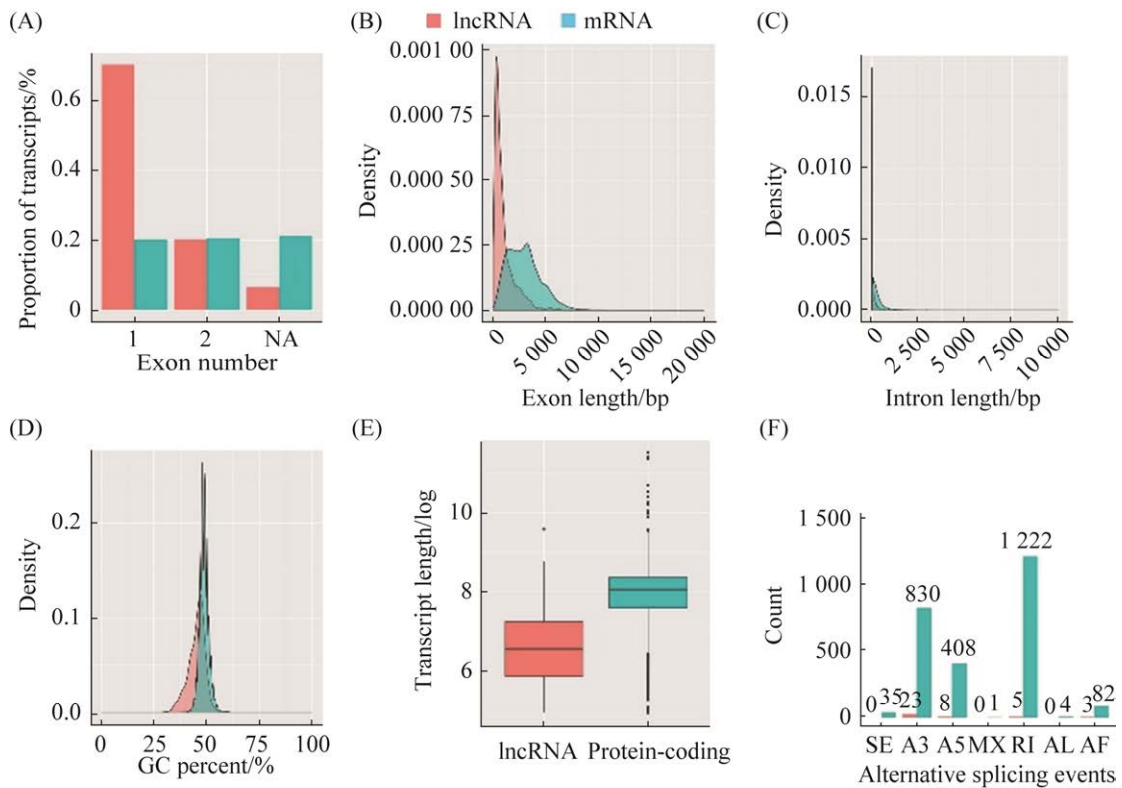 (A)
(B)
lncRNA
mRNA
(C)
Proportion of transcripts/%
0.6
0.4
0.2
0
1
2
NA
Exon number
Density
0.001 00
0.000 75
0.000 50
0.000 25
0.000 00
0
5 000
10 000
15 000
20 000
Exon length/bp
Density
0.015
0.010
0.005
0.000
0
2 500
5 000
7 500
10 000
Intron length/bp
(D)
(E)
(F)
Density
0.2
0.1
0.0
0
25
50
75
100
GC percent/%
Transcript length/log
10
8
6
lncRNA
Protein-coding
Count
1 500
1 000
500
0
0
35
23
830
8
408
0
1
5
1 222
0
4
3
82
SE
A3
A5
MX
RI
AL
AF
Alternative splicing events